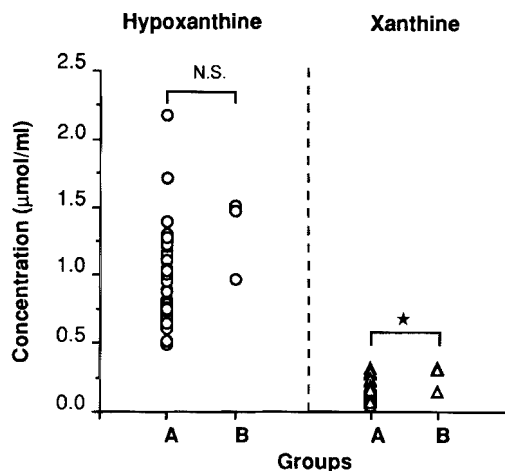 Hypoxanthine Xanthine
2.5
N.S.
2.0
1.5
1.0
0.5
0.0
Concentration (µmol/ml)
★
A B A B
Groups